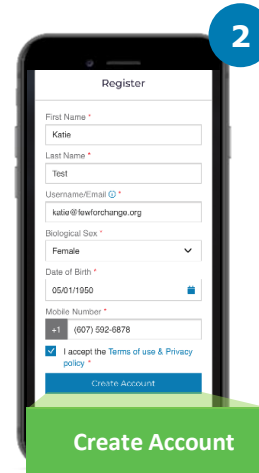 2
Register
First Name *
Katie
Last Name *
Test
Username/Email ⓘ *
katie@fewforchange.org
Biological Sex *
Female
Date of Birth *
05/01/1950
Mobile Number *
+1 (607) 592-6878
I accept the Terms of use & Privacy
policy *
Create Account
Create Account